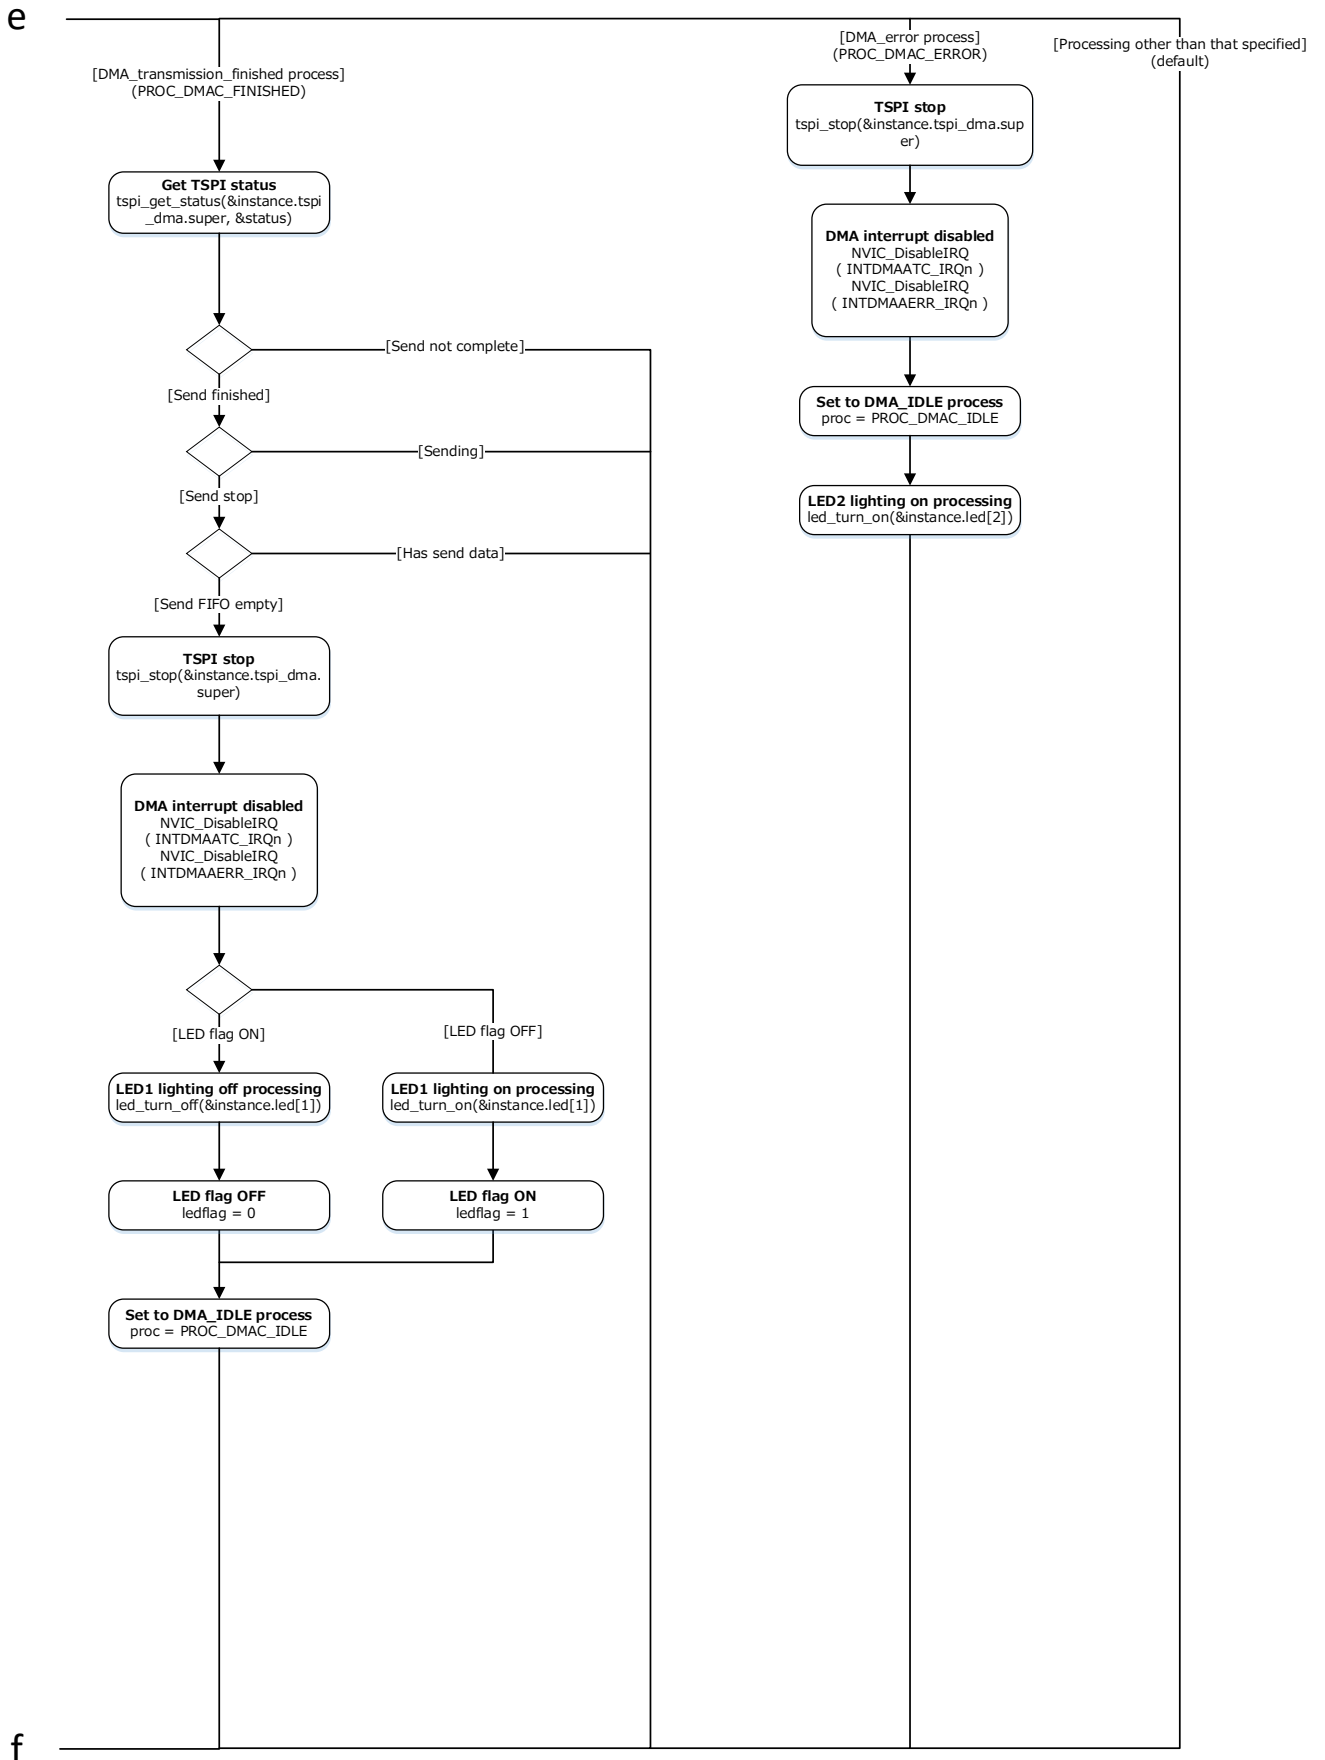 e
[DMA_transmission_finished process]
(PROC_DMAC_FINISHED)
Get TSPI status
tspi_get_status(&instance.tspi
_dma.super, &status)
[Send not complete]
[Send finished]
[Sending]
[Send stop]
[Has send data]
[Send FIFO empty]
TSPI stop
tspi_stop(&instance.tspi_dma.
super)
DMA interrupt disabled
NVIC_DisableIRQ
( INTDMAATC_IRQn )
NVIC_DisableIRQ
( INTDMAAERR_IRQn )
[LED flag ON]
[LED flag OFF]
LED1 lighting off processing
led_turn_off(&instance.led[1])
LED1 lighting on processing
led_turn_on(&instance.led[1])
LED flag OFF
ledflag = 0
LED flag ON
ledflag = 1
Set to DMA_IDLE process
proc = PROC_DMAC_IDLE
[DMA_error process]
(PROC_DMAC_ERROR)
TSPI stop
tspi_stop(&instance.tspi_dma.sup
er)
DMA interrupt disabled
NVIC_DisableIRQ
( INTDMAATC_IRQn )
NVIC_DisableIRQ
( INTDMAAERR_IRQn )
Set to DMA_IDLE process
proc = PROC_DMAC_IDLE
LED2 lighting on processing
led_turn_on(&instance.led[2])
[Processing other than that specified]
(default)
f